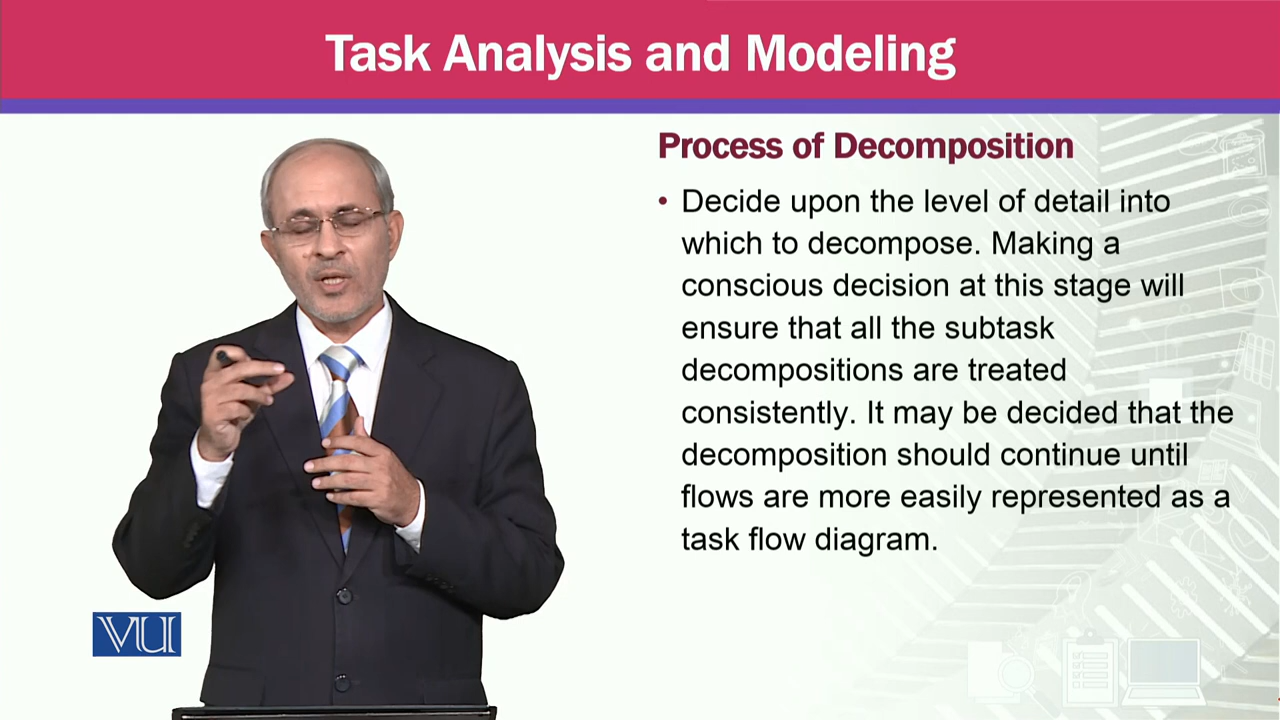 Task Analysis and Modeling
Process of Decomposition
• Decide upon the level of detail into
which to decompose. Making a
conscious decision at this stage will
ensure that all the subtask
decompositions are treated
consistently. It may be decided that the
decomposition should continue until
flows are more easily represented as a
task flow diagram.
VU